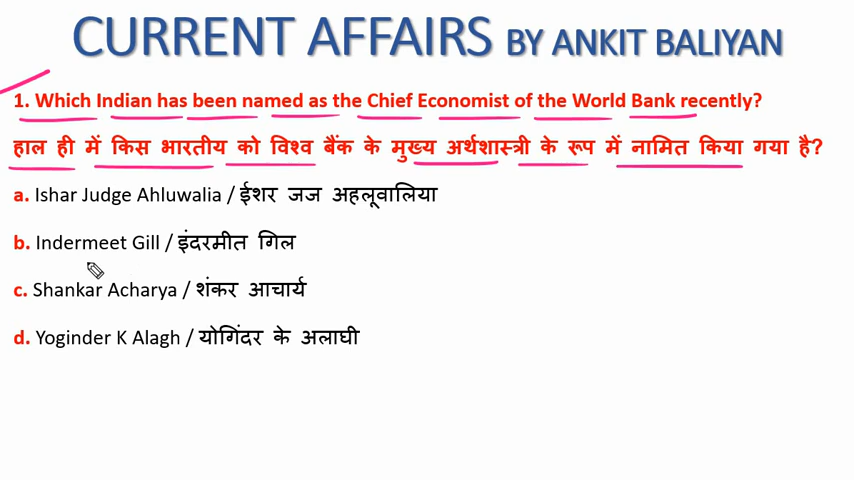 CURRENT AFFAIRS BY ANKIT BALIYAN
1. Which Indian has been named as the Chief Economist of the World Bank recently?
हाल ही में किस भारतीय को विश्व बैंक के मुख्य अर्थशास्त्री के रूप में नामित किया गया है?
a. Ishar Judge Ahluwalia / ईशर जज अहलूवालिया
b. Indermeet Gill / इंदरमीत गिल
c. Shankar Acharya / शंकर आचार्य
d. Yoginder K Alagh / योगिंदर के अलाघी